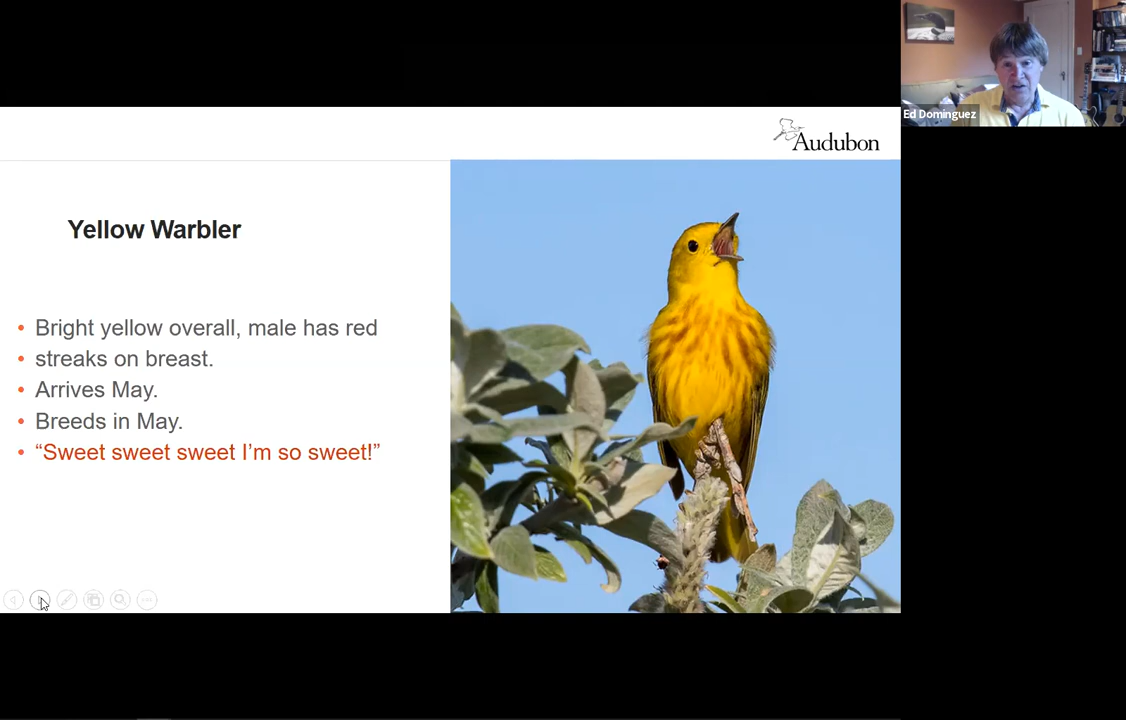 Ed Dominguez
Audubon
Yellow Warbler
• Bright yellow overall, male has red
• streaks on breast.
• Arrives May.
• Breeds in May.
• “Sweet sweet sweet I’m so sweet!”